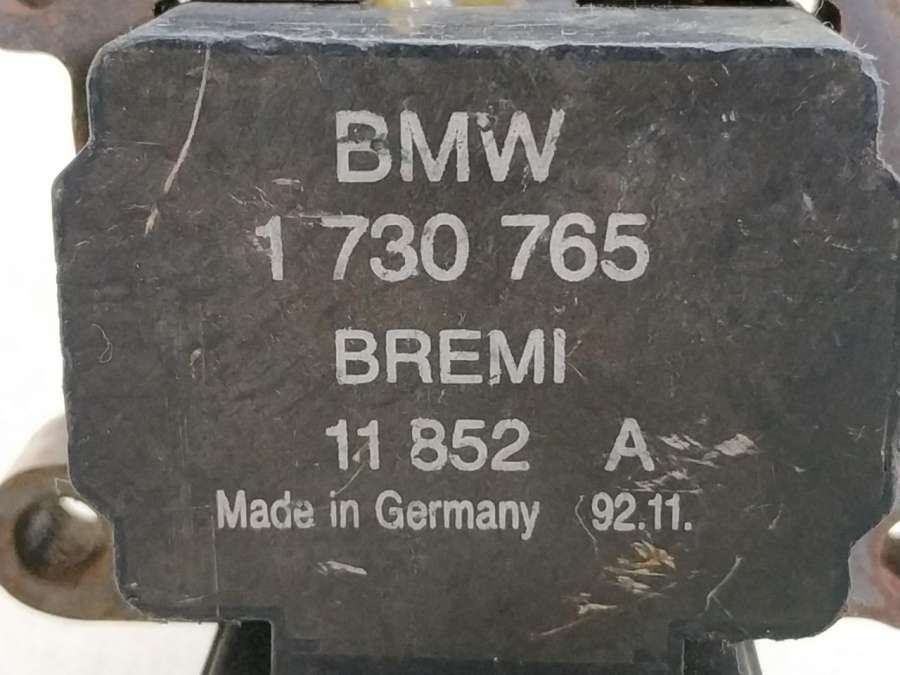 BMW
1 730 765
BREMI
11 852 A
Made in Germany 92.11.